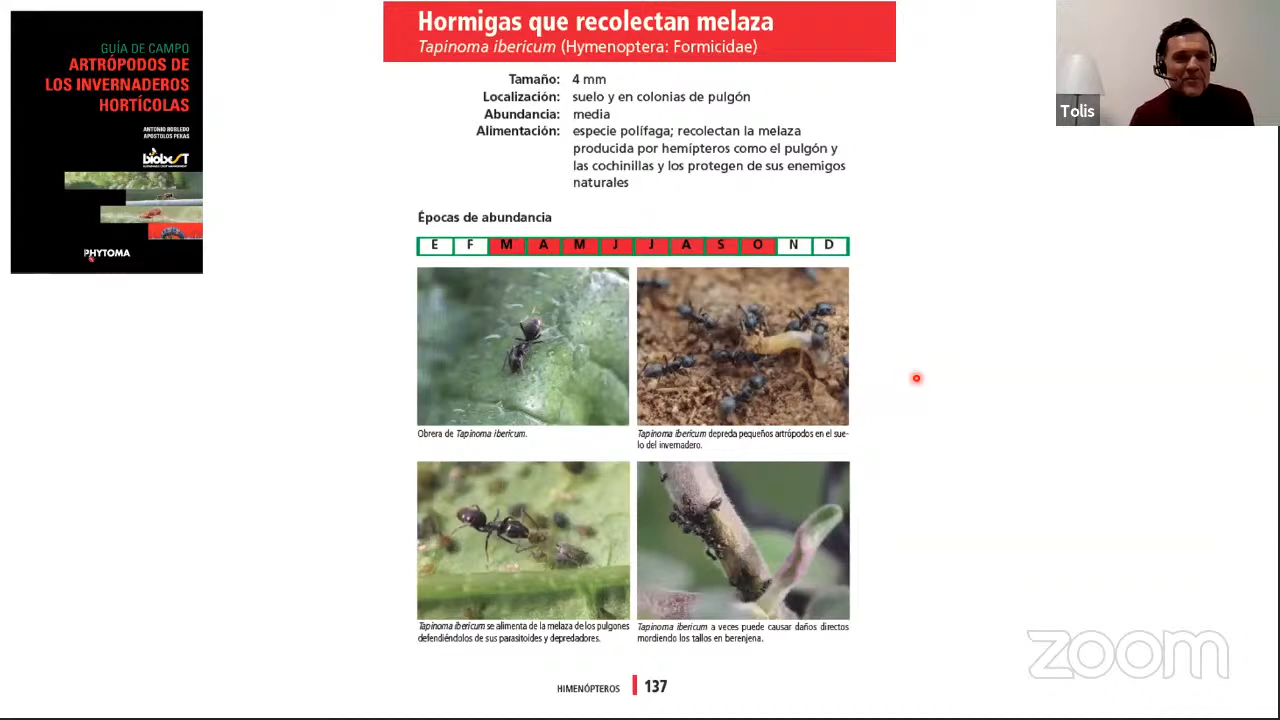 GUÍA DE CAMPO
ARTRÓPODOS DE
LOS INVERNADEROS
HORTÍCOLAS
ANTONIO ROBLEDO
APOSTOLOS PEKAS
biobeST
PHYTOMA
Hormigas que recolectan melaza
Tapinoma ibericum (Hymenoptera: Formicidae)
Tamaño: 4 mm
Localización: suelo y en colonias de pulgón
Abundancia: media
Alimentación: especie polífaga; recolectan la melaza
producida por hemípteros como el pulgón y
las cochinillas y los protegen de sus enemigos
naturales
Épocas de abundancia
E F M A M J J A S O N D
Obrera de Tapinoma ibericum.
Tapinoma ibericum depreda pequeños artrópodos en el sue-
lo del invernadero.
Tapinoma ibericum se alimenta de la melaza de los pulgones
defendiéndolos de sus parasitoides y depredadores.
Tapinoma ibericum a veces puede causar daños directos
mordiendo los tallos en berenjena.
HIMENÓPTEROS 137
Tolis
zoom